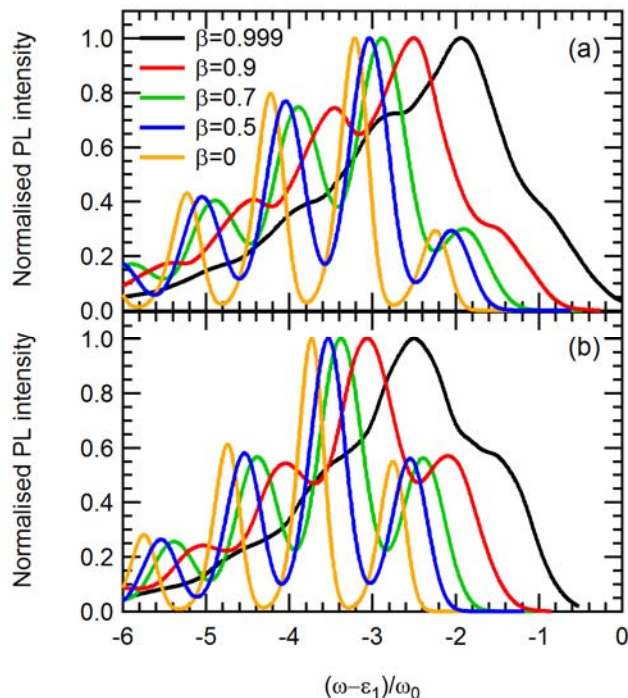 1.0
0.8
0.6
0.4
0.2
0.0
Normalised PL intensity
β=0.999
β=0.9
β=0.7
β=0.5
β=0
(a)
1.0
0.8
0.6
0.4
0.2
0.0
Normalised PL intensity
(b)
-6 -5 -4 -3 -2 -1 0
(ω−ε₁)/ω₀